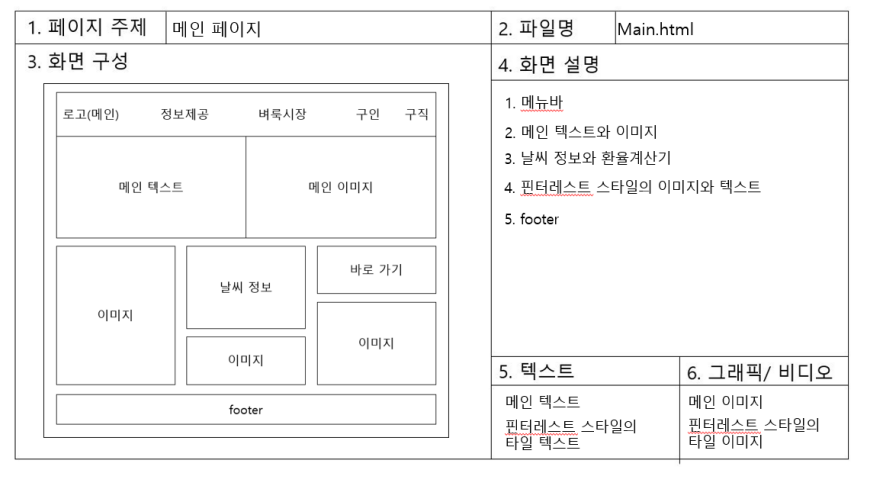 1. 페이지 주제
메인 페이지
2. 파일명
Main.html
3. 화면 구성
로고(메인) 정보제공 벼룩시장 구인 구직
메인 텍스트
메인 이미지
이미지
날씨 정보
이미지
바로 가기
이미지
footer
4. 화면 설명
1. 메뉴바
2. 메인 텍스트와 이미지
3. 날씨 정보와 환율계산기
4. 핀터레스트 스타일의 이미지와 텍스트
5. footer
5. 텍스트
메인 텍스트
핀터레스트 스타일의
타일 텍스트
6. 그래픽/ 비디오
메인 이미지
핀터레스트 스타일의
타일 이미지